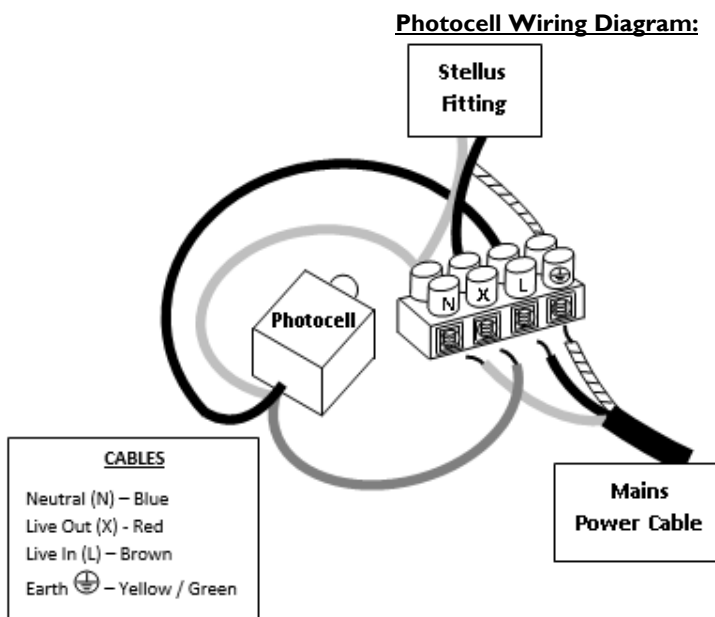 Photocell Wiring Diagram:
Stellus
Fitting
N X L
Photocell
CABLES
Neutral (N) – Blue
Live Out (X) - Red
Live In (L) – Brown
Earth ⏚ – Yellow / Green
Mains
Power Cable